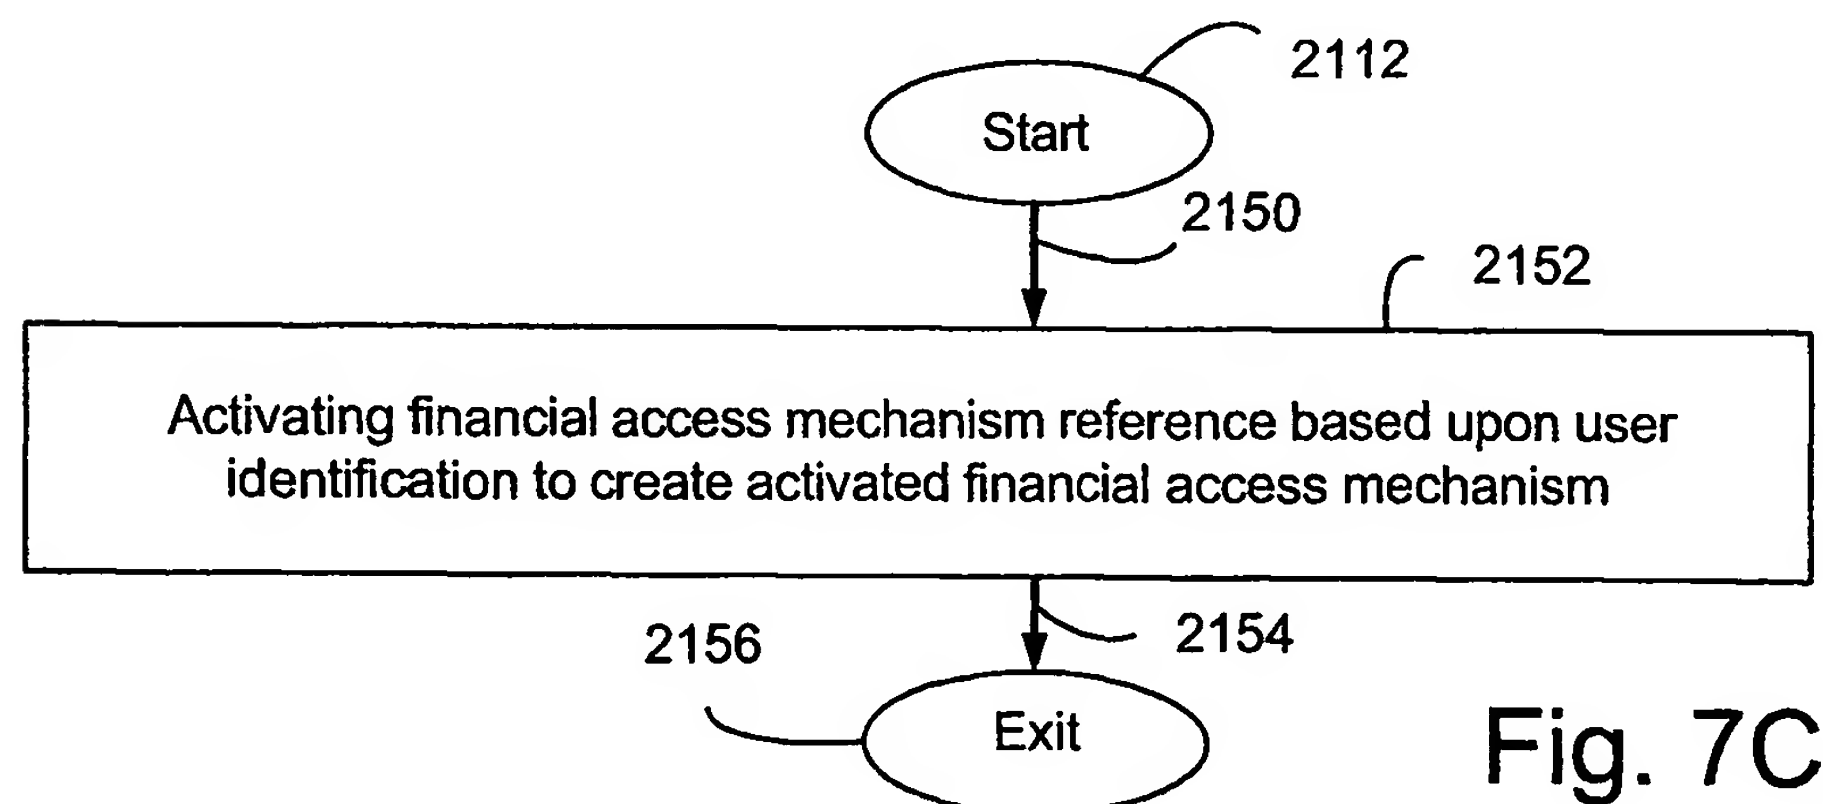 2112
Start
2150
2152
Activating financial access mechanism reference based upon user
identification to create activated financial access mechanism
2154
2156
Exit
Fig. 7C